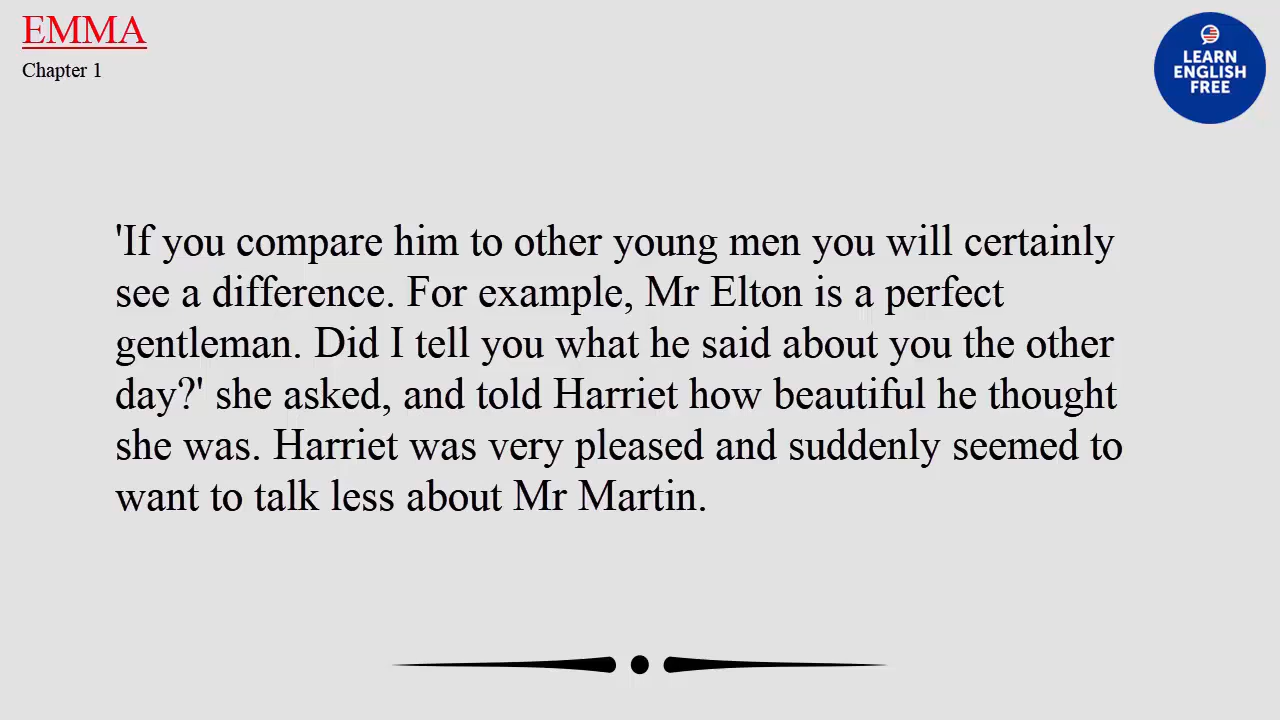 EMMA
Chapter 1
LEARN
ENGLISH
FREE
'If you compare him to other young men you will certainly
see a difference. For example, Mr Elton is a perfect
gentleman. Did I tell you what he said about you the other
day?' she asked, and told Harriet how beautiful he thought
she was. Harriet was very pleased and suddenly seemed to
want to talk less about Mr Martin.